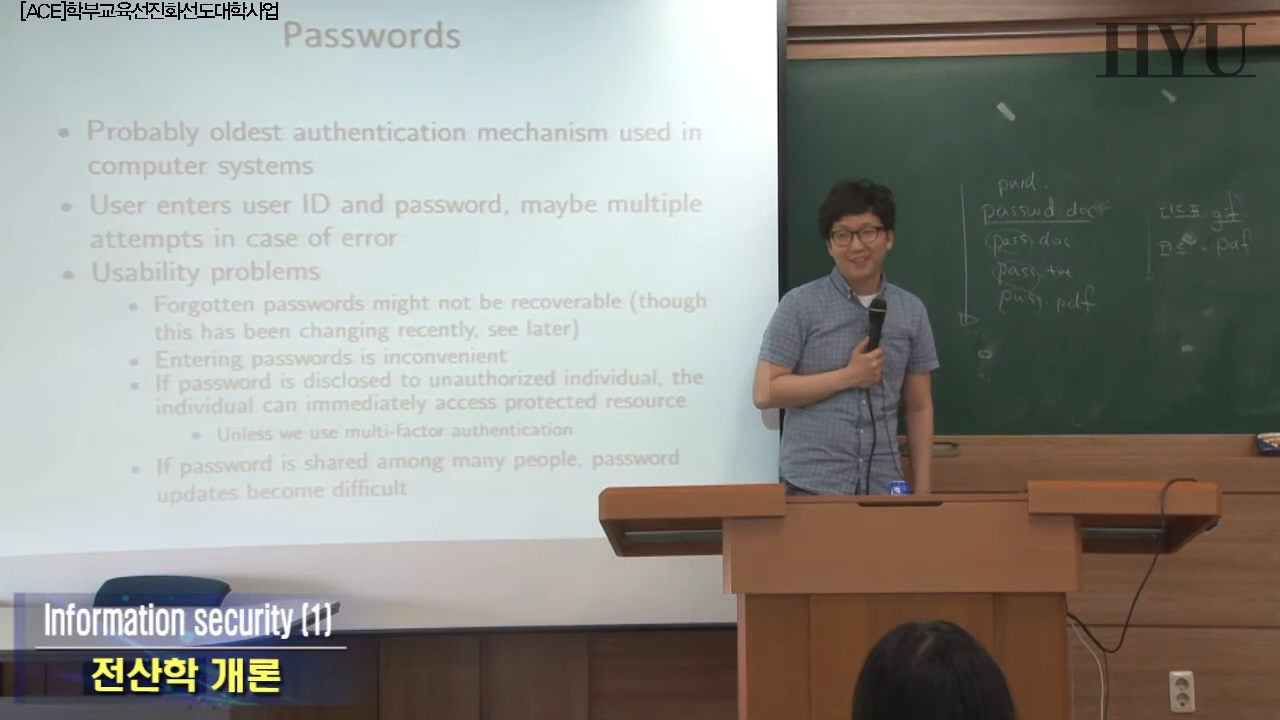 [ACE]학부교육선진화선도대학사업
HYU
Passwords
• Probably oldest authentication mechanism used in
computer systems
• User enters user ID and password, maybe multiple
attempts in case of error
• Usability problems
• Forgotten passwords might not be recoverable (though
this has been changing recently, see later)
• Entering passwords is inconvenient
• If password is disclosed to unauthorized individual, the
individual can immediately access protected resource
• Unless we use multi-factor authentication
• If password is shared among many people, password
updates become difficult
pwd.
passwd.doc
pass.doc
pass.txt
pass.pdf
gif
.pdf
Information security (1)
전산학 개론